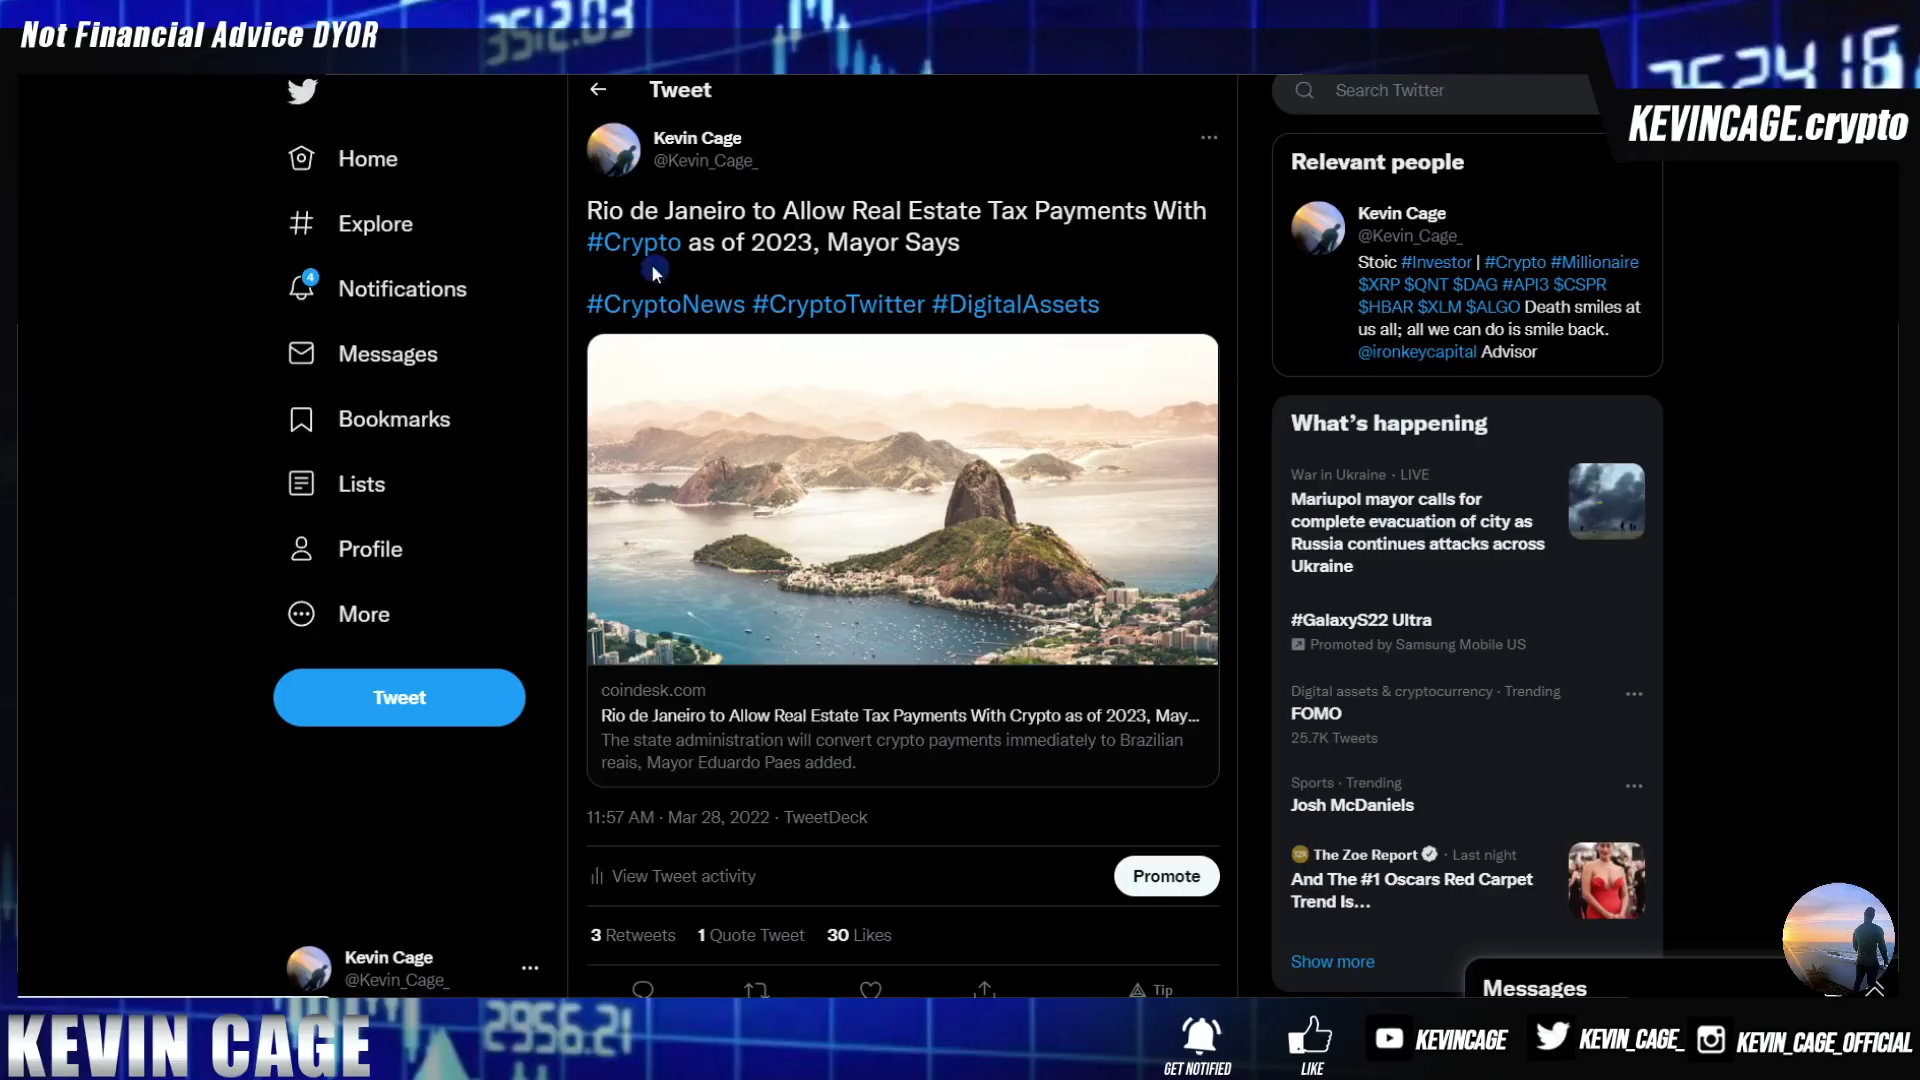 Not Financial Advice DYOR
3512.03
3524.16
KEVINCAGE.crypto
Home
Explore
4
Notifications
Messages
Bookmarks
Lists
Profile
More
Tweet
Kevin Cage
@Kevin_Cage_
Tweet
Kevin Cage
@Kevin_Cage_
Rio de Janeiro to Allow Real Estate Tax Payments With
#Crypto as of 2023, Mayor Says
#CryptoNews #CryptoTwitter #DigitalAssets
coindesk.com
Rio de Janeiro to Allow Real Estate Tax Payments With Crypto as of 2023, May...
The state administration will convert crypto payments immediately to Brazilian
reais, Mayor Eduardo Paes added.
11:57 AM · Mar 28, 2022 · TweetDeck
View Tweet activity
Promote
3 Retweets 1 Quote Tweet 30 Likes
Tip
Search Twitter
Relevant people
Kevin Cage
@Kevin_Cage_
Stoic #Investor | #Crypto #Millionaire
$XRP $QNT $DAG #API3 $CSPR
$HBAR $XLM $ALGO Death smiles at
us all; all we can do is smile back.
@ironkeycapital Advisor
What's happening
War in Ukraine · LIVE
Mariupol mayor calls for
complete evacuation of city as
Russia continues attacks across
Ukraine
#GalaxyS22 Ultra
Promoted by Samsung Mobile US
Digital assets & cryptocurrency · Trending
FOMO
25.7K Tweets
Sports · Trending
Josh McDaniels
The Zoe Report · Last night
And The #1 Oscars Red Carpet
Trend Is...
Show more
Messages
KEVIN CAGE
2956.21
GET NOTIFIED
LIKE
KEVINCAGE
KEVIN_CAGE_
KEVIN_CAGE_OFFICIAL